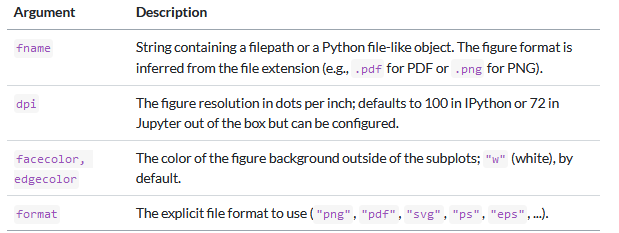 Argument Description
fname String containing a filepath or a Python file-like object. The figure format is
inferred from the file extension (e.g., .pdf for PDF or .png for PNG).
dpi The figure resolution in dots per inch; defaults to 100 in IPython or 72 in
Jupyter out of the box but can be configured.
facecolor, The color of the figure background outside of the subplots; "w" (white), by
edgecolor default.
format The explicit file format to use ("png", "pdf", "svg", "ps", "eps", ...).